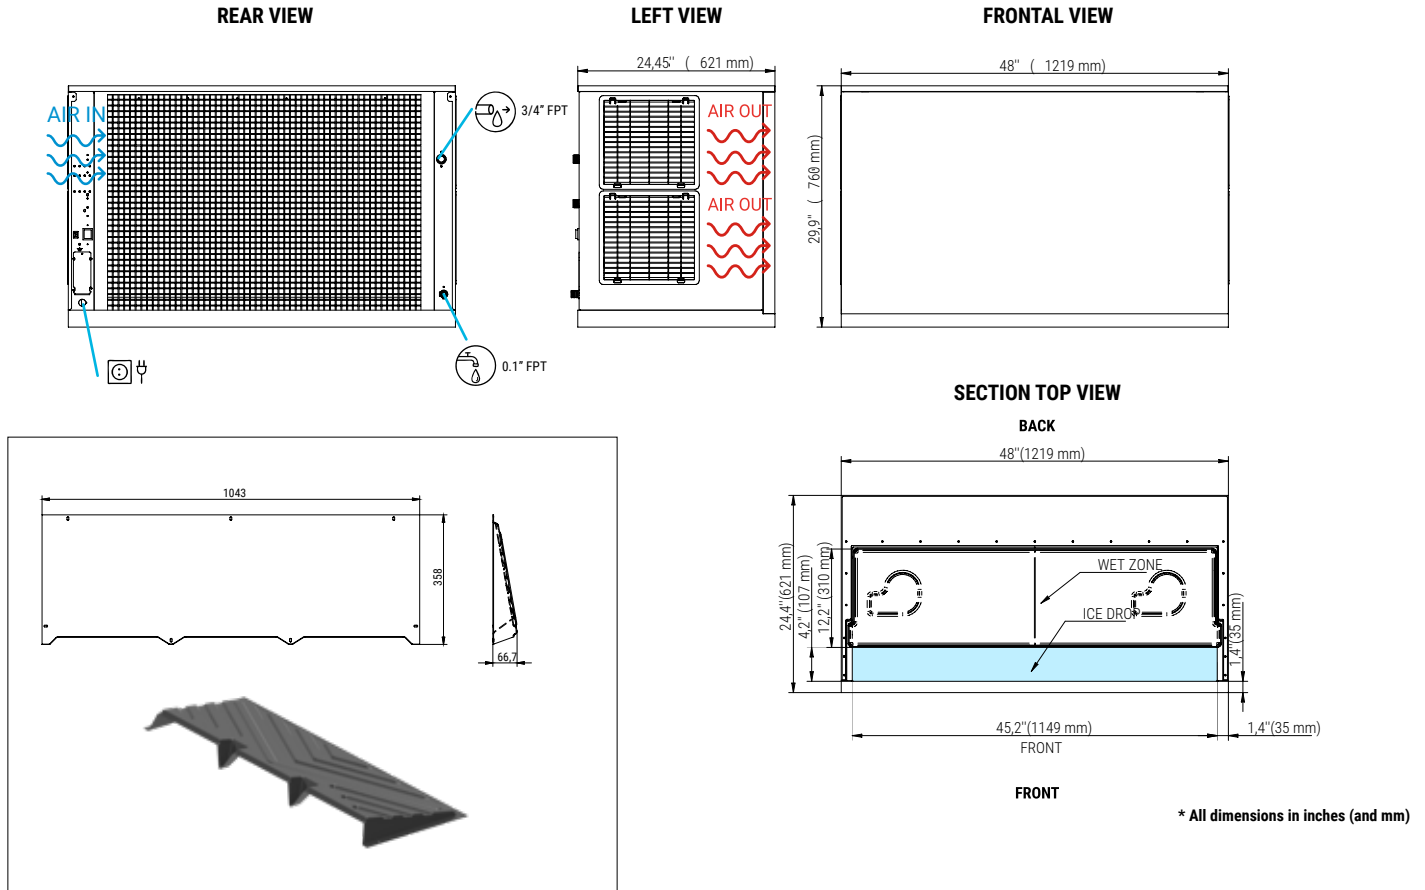 REAR VIEW
LEFT VIEW
FRONTAL VIEW
24,45" ( 621 mm)
48" ( 1219 mm)
AIR IN
3/4" FPT
AIR OUT
AIR OUT
29,9" ( 760 mm)
0.1" FPT
SECTION TOP VIEW
BACK
48"(1219 mm)
1043
358
66,7
24,4"(621 mm)
4,2" (107 mm)
12,2" (310 mm)
WET ZONE
ICE DROP
1,4"(35 mm)
45,2"(1149 mm)
1,4"(35 mm)
FRONT
FRONT
* All dimensions in inches (and mm)